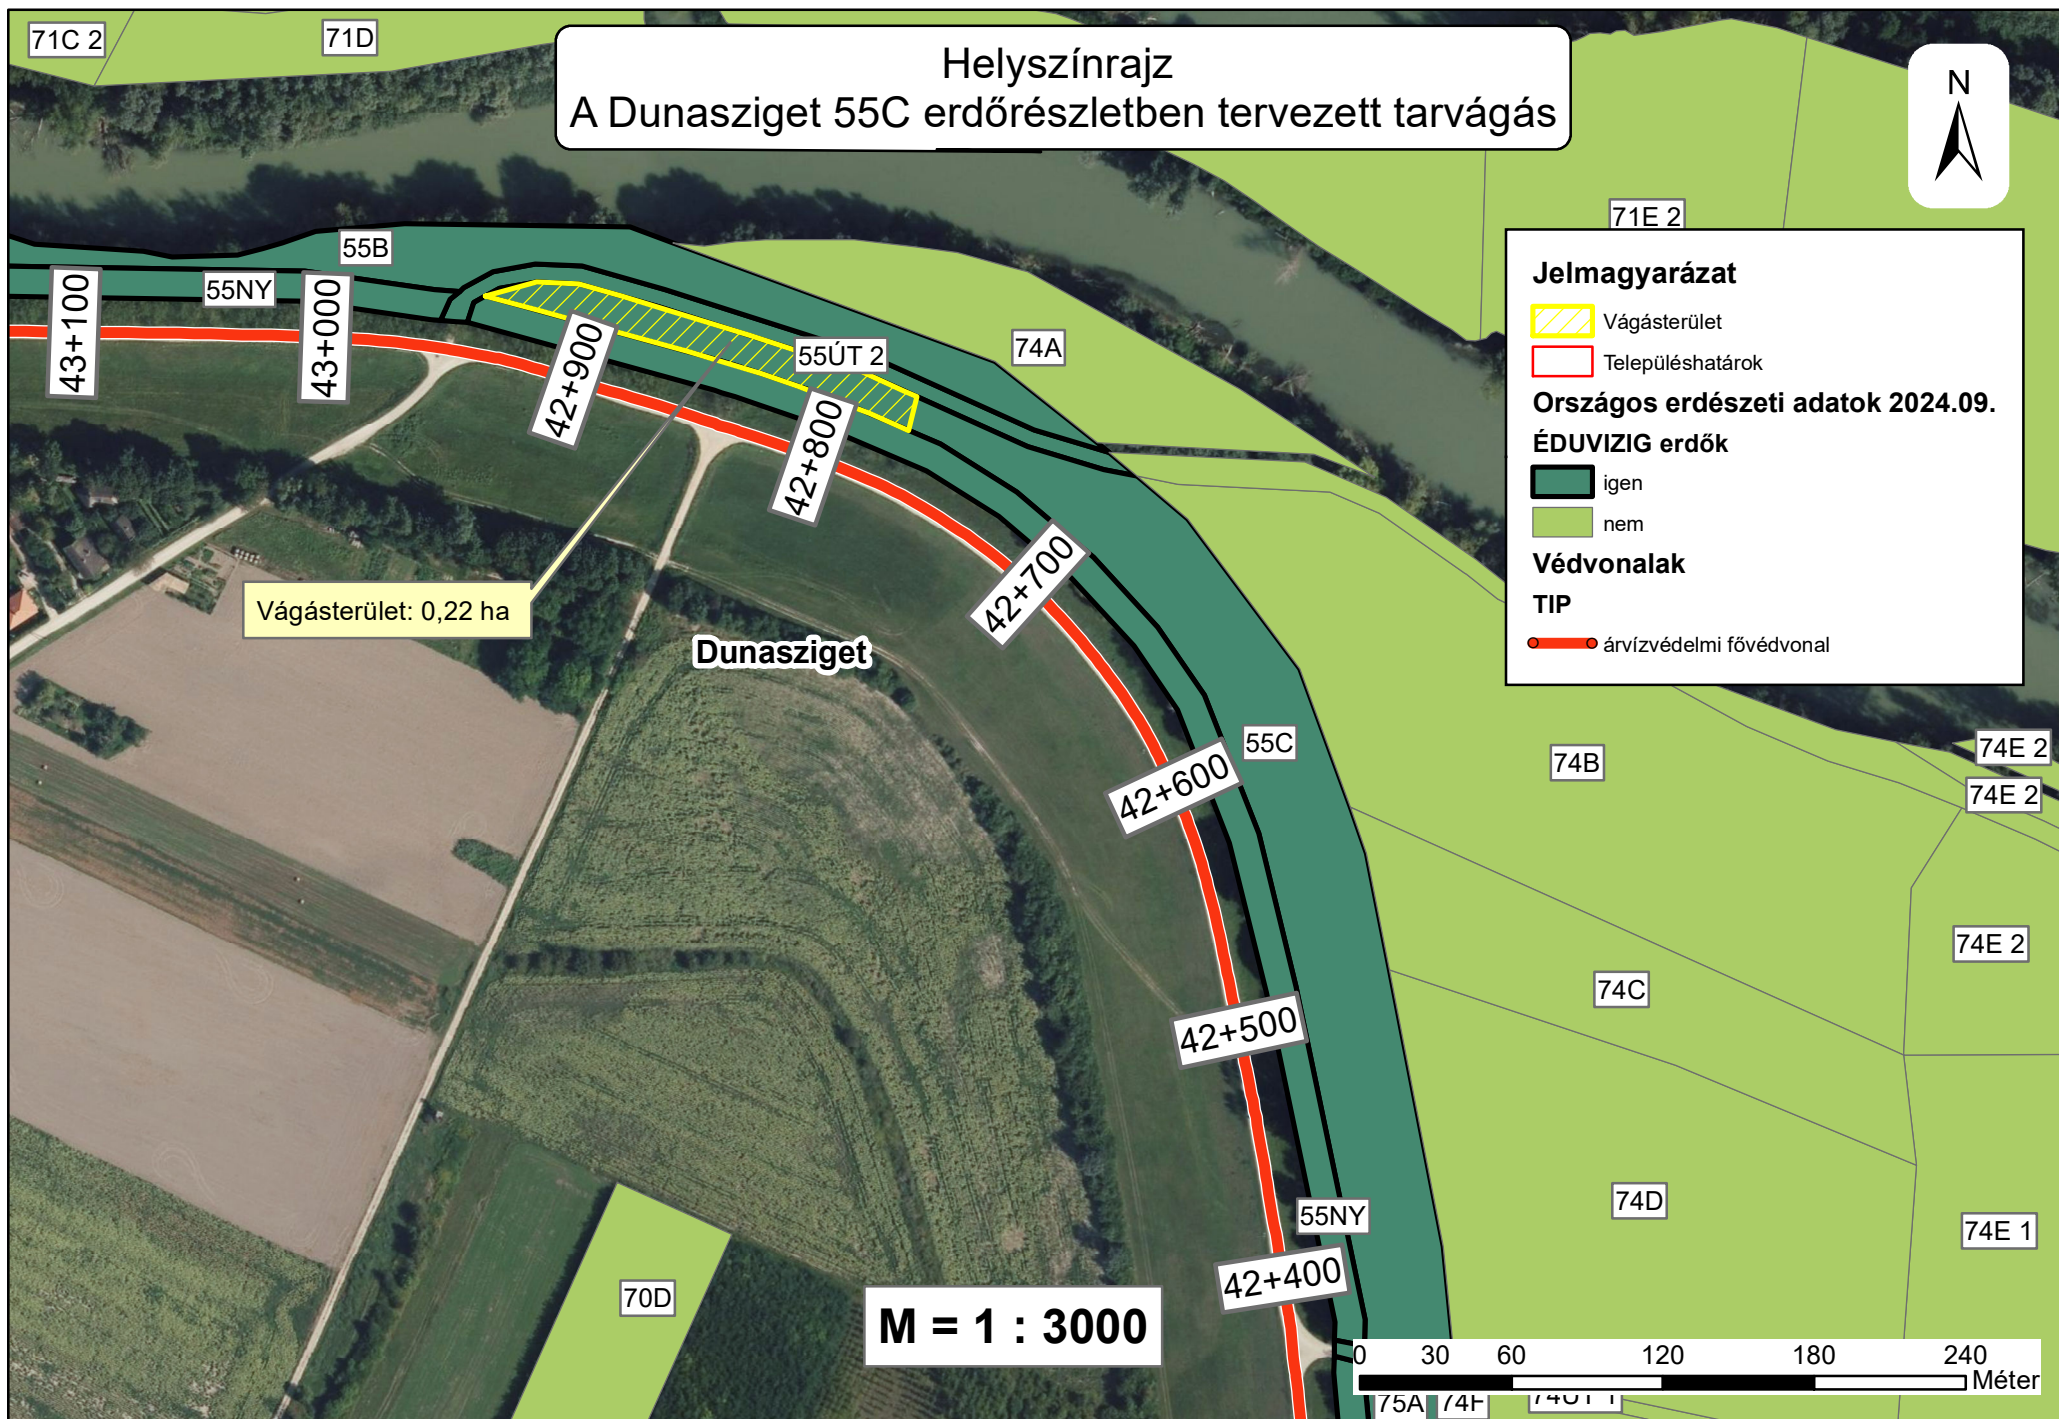 Helyszínrajz
A Dunasziget 55C erdőrészletben tervezett tarvágás
N
71C 2
71D
71E 2
55B
55NY
43+100
43+000
42+900
55ÚT 2
42+800
74A
42+700
Vágásterület: 0,22 ha
Dunasziget
Jelmagyarázat
Vágásterület
Településhatárok
Országos erdészeti adatok 2024.09.
ÉDUVIZIG erdők
igen
nem
Védvonalak
TIP
árvízvédelmi fővédvonal
55C
42+600
74B
74E 2
74E 2
74E 2
74C
42+500
74D
74E 1
55NY
42+400
70D
M = 1 : 3000
0 30 60 120 180 240
Méter
75A
74F
74ÚT 1